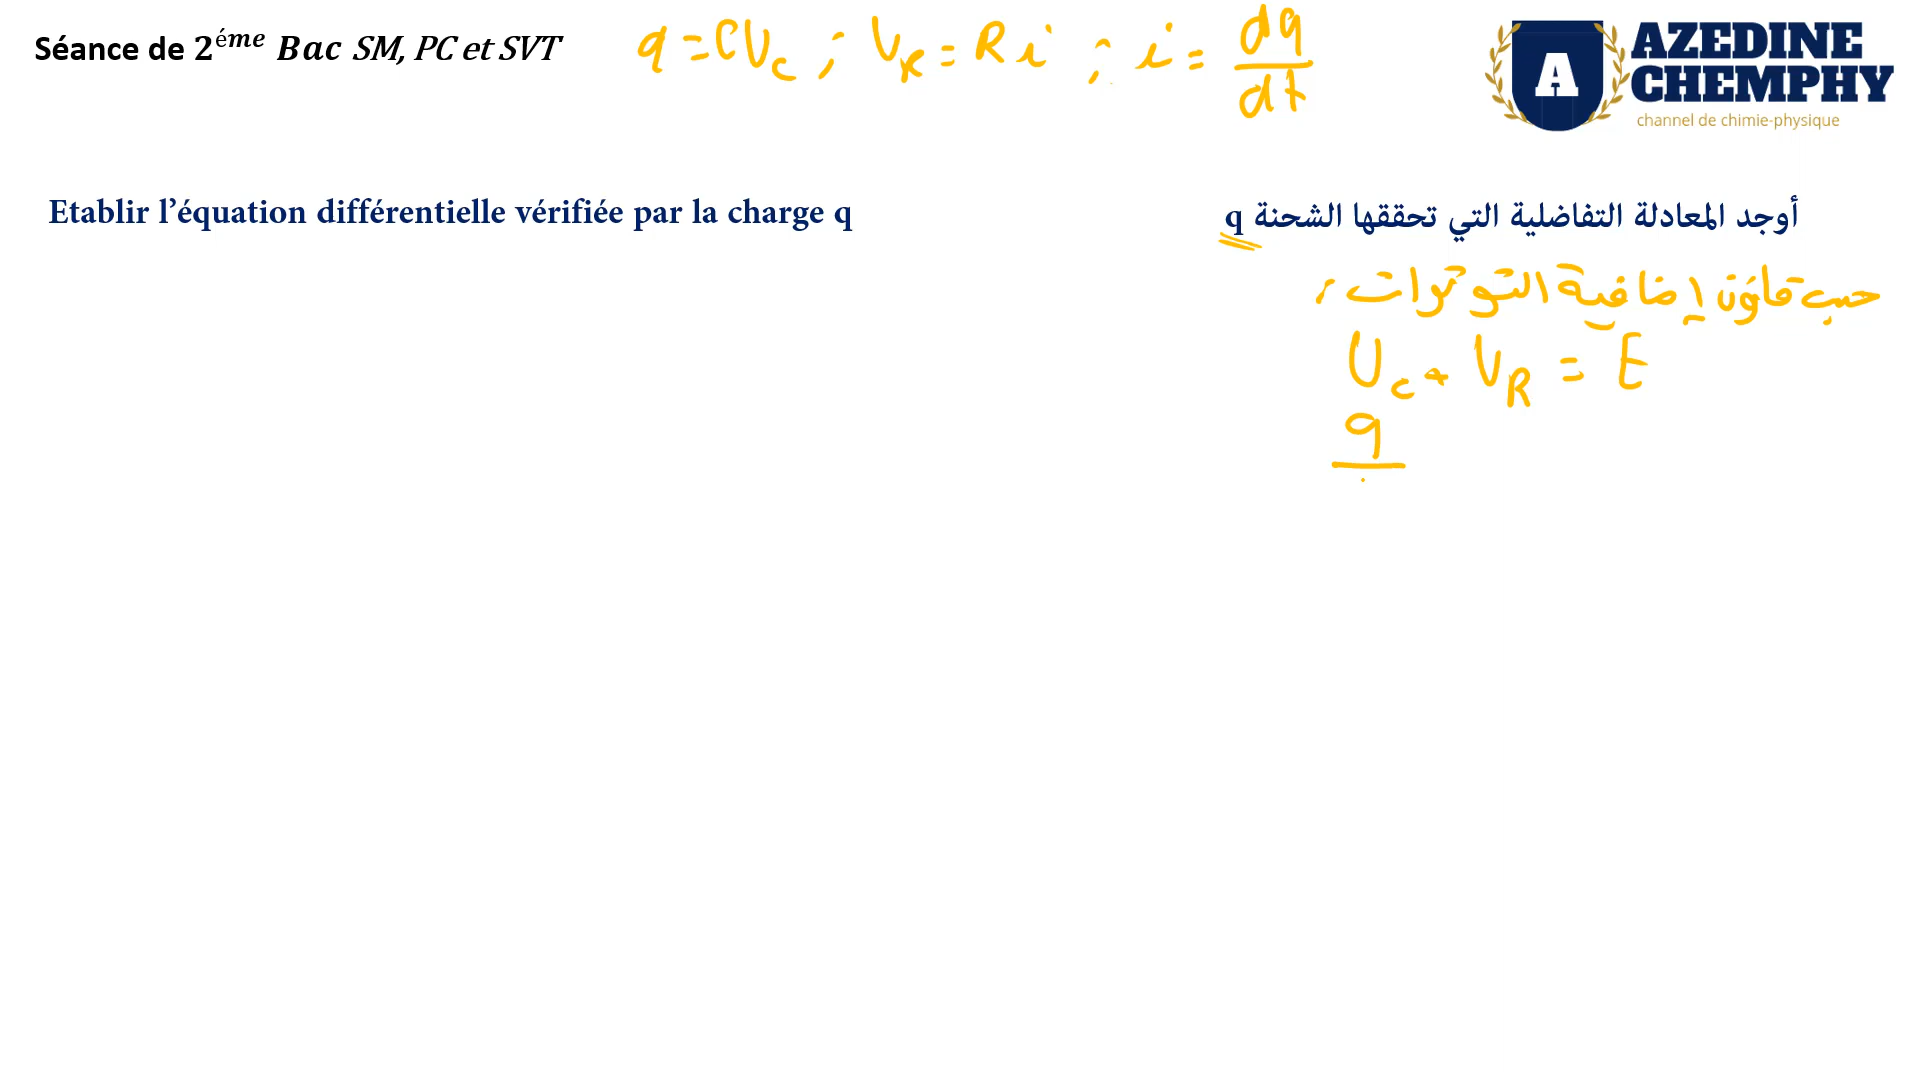 Séance de 2éme Bac SM, PC et SVT
q = CUc ; UR = Ri ; i = dq/dt
AZEDINE CHEMPHY
channel de chimie-physique
A
Etablir l’équation différentielle vérifiée par la charge q
أوجد المعادلة التفاضلية التي تحققها الشحنة q
حسب قانون إضافية التوترات :
Uc + UR = E
q